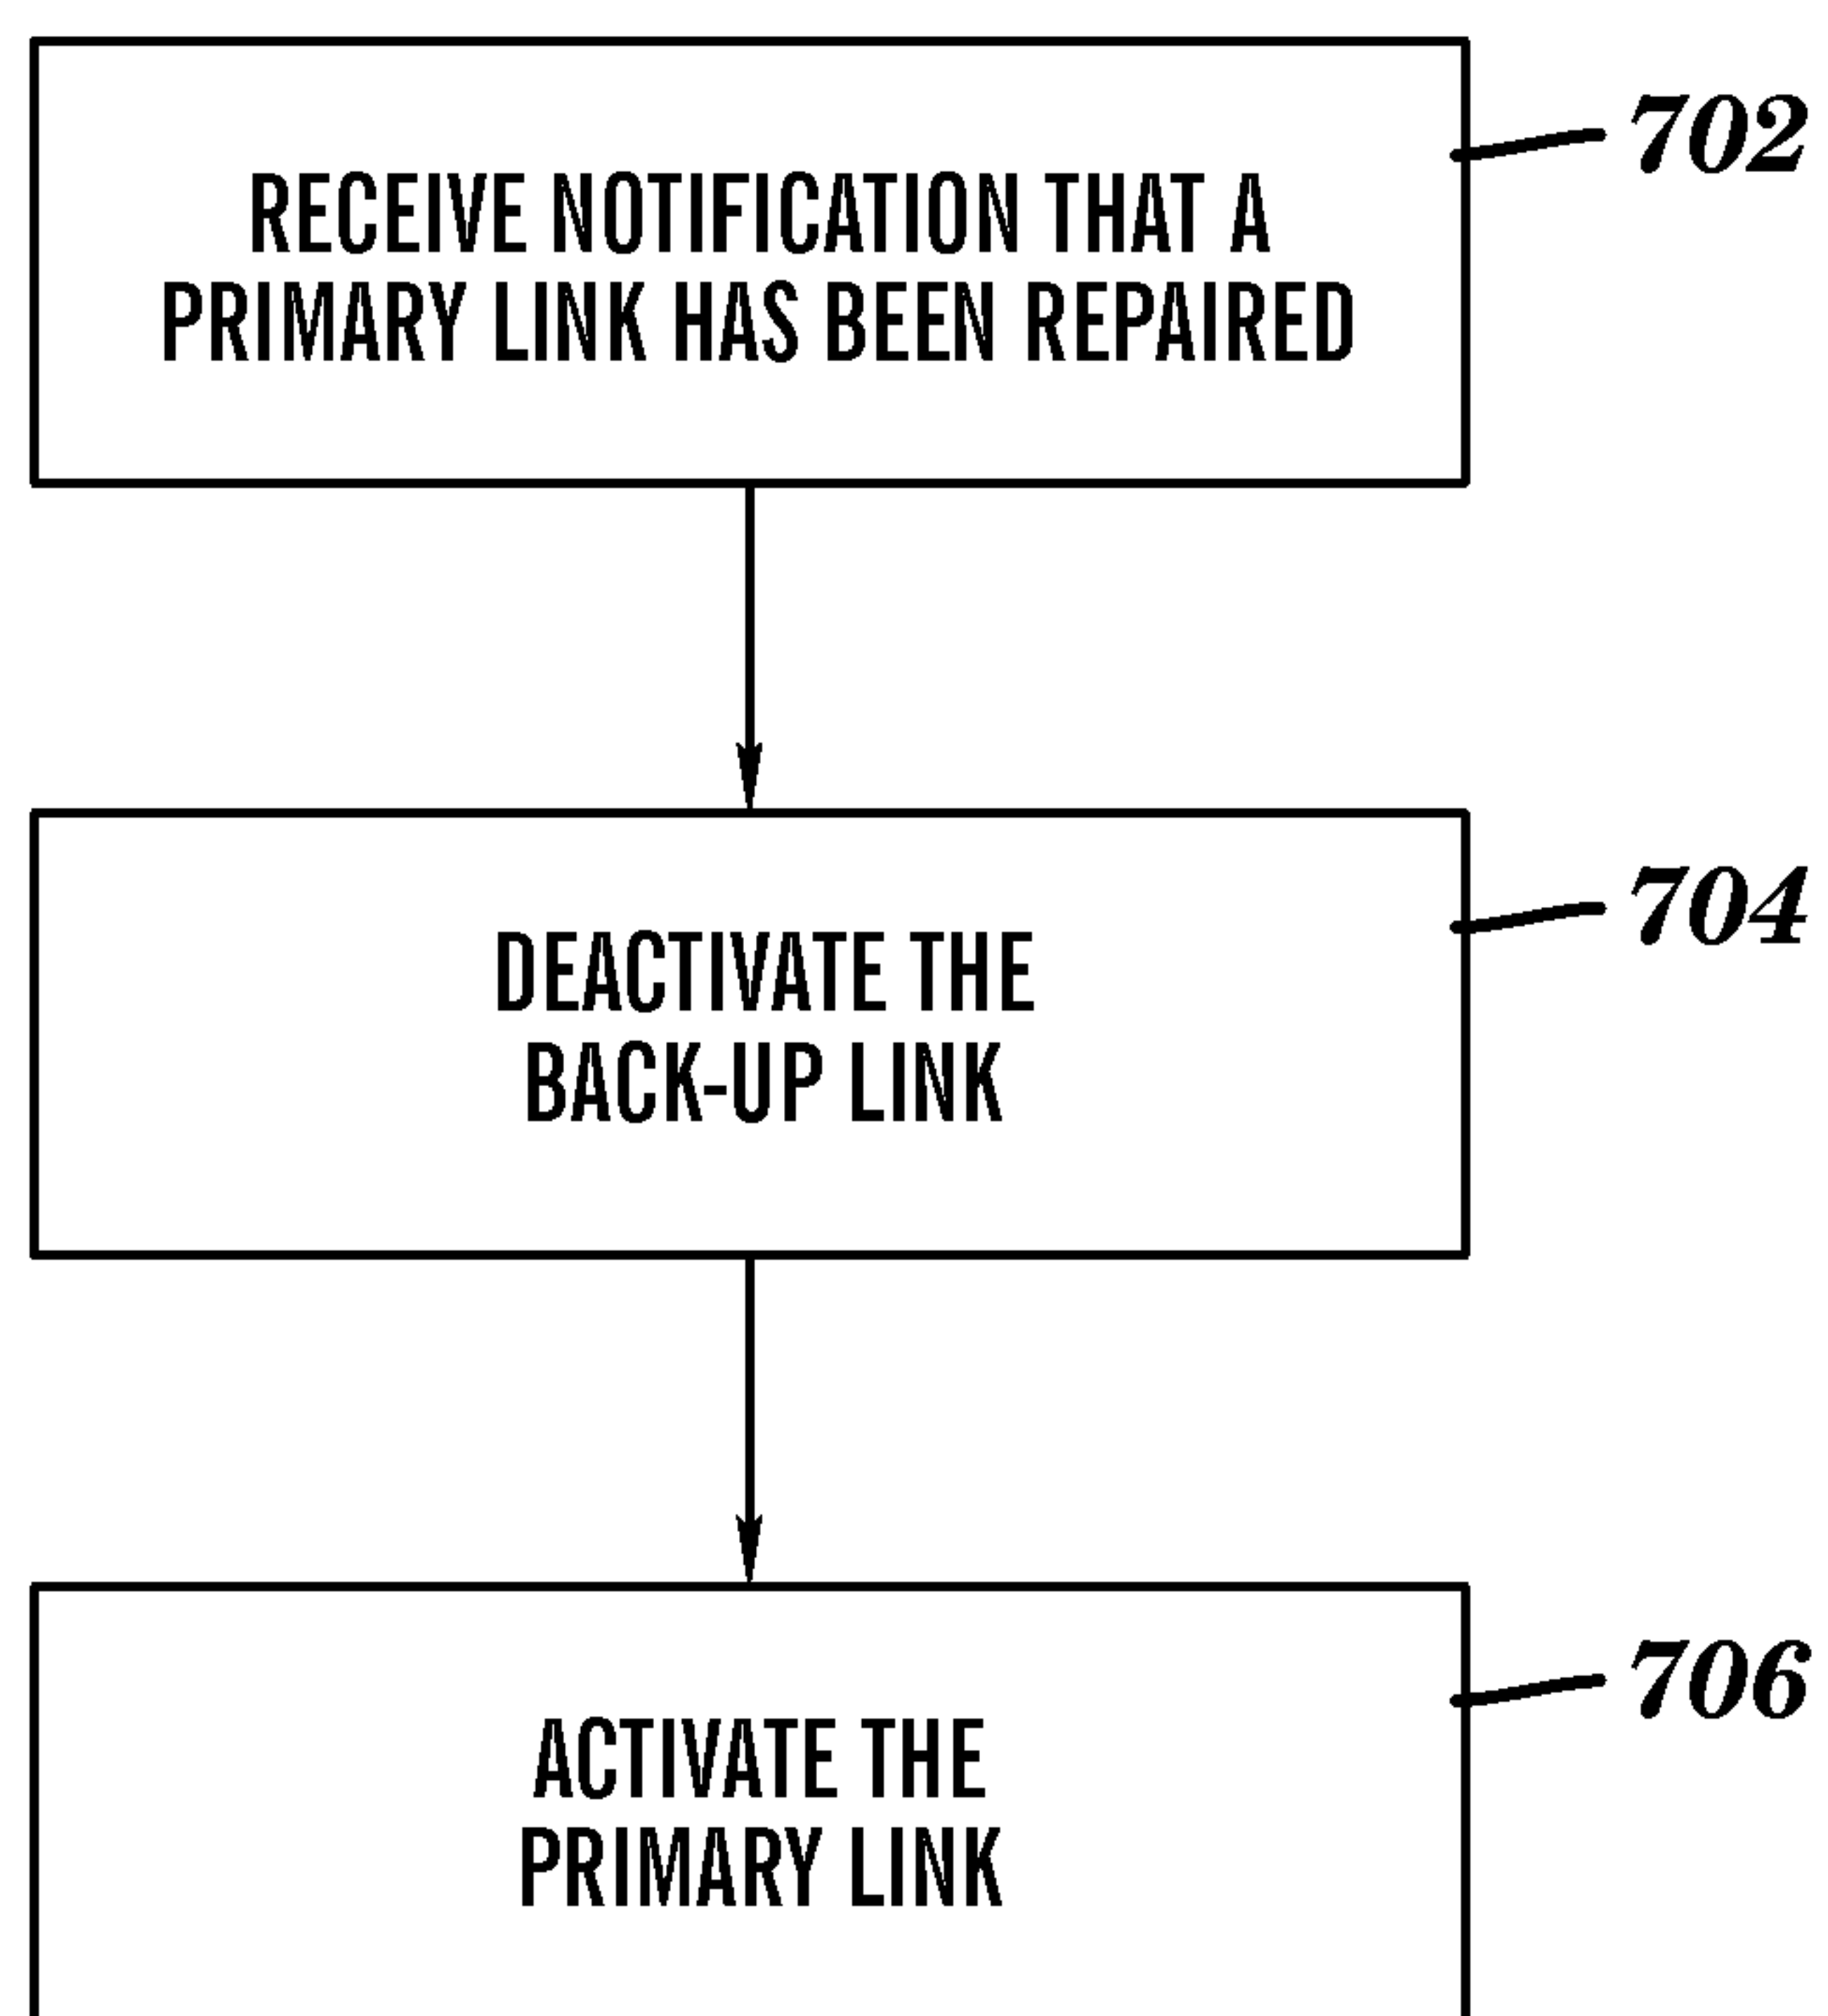 RECEIVE NOTIFICATION THAT A
PRIMARY LINK HAS BEEN REPAIRED
702
DEACTIVATE THE
BACK-UP LINK
704
ACTIVATE THE
PRIMARY LINK
706